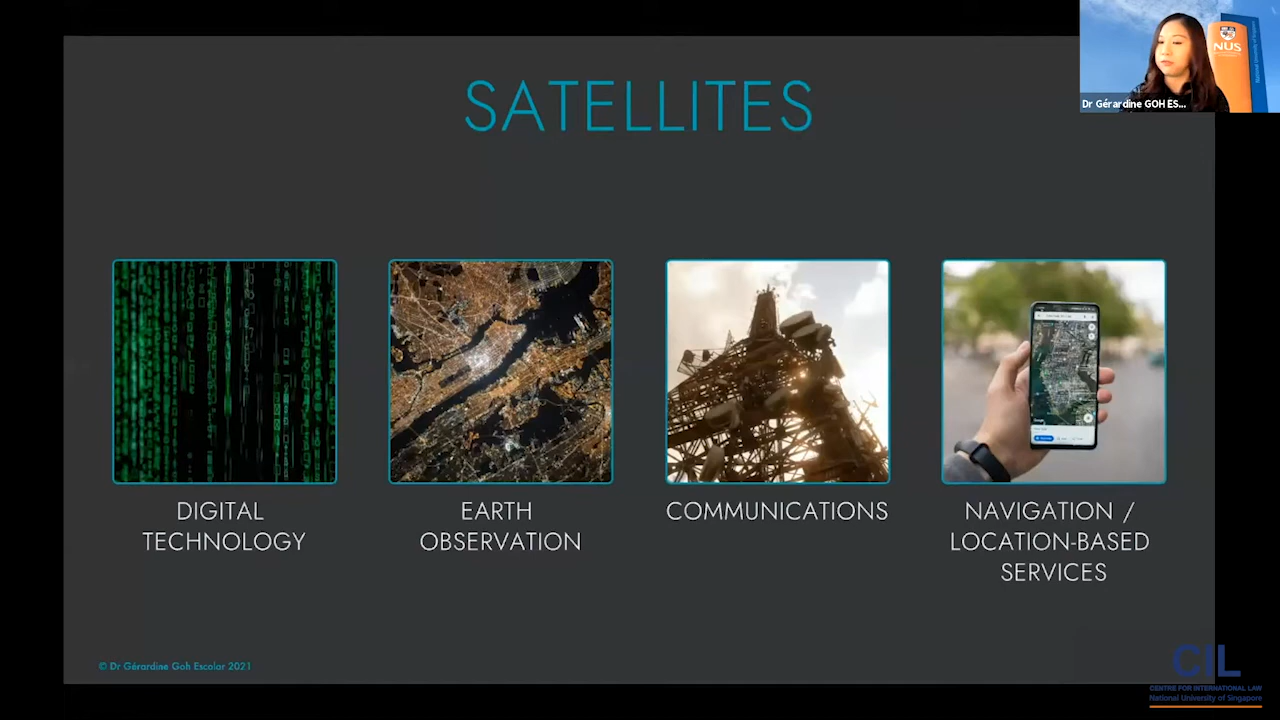 SATELLITES
NUS
Dr Gérardine GOH ES...
DIGITAL
TECHNOLOGY
EARTH
OBSERVATION
COMMUNICATIONS
NAVIGATION /
LOCATION-BASED
SERVICES
© Dr Gérardine Goh Escolar 2021
CIL
CENTRE FOR INTERNATIONAL LAW
National University of Singapore